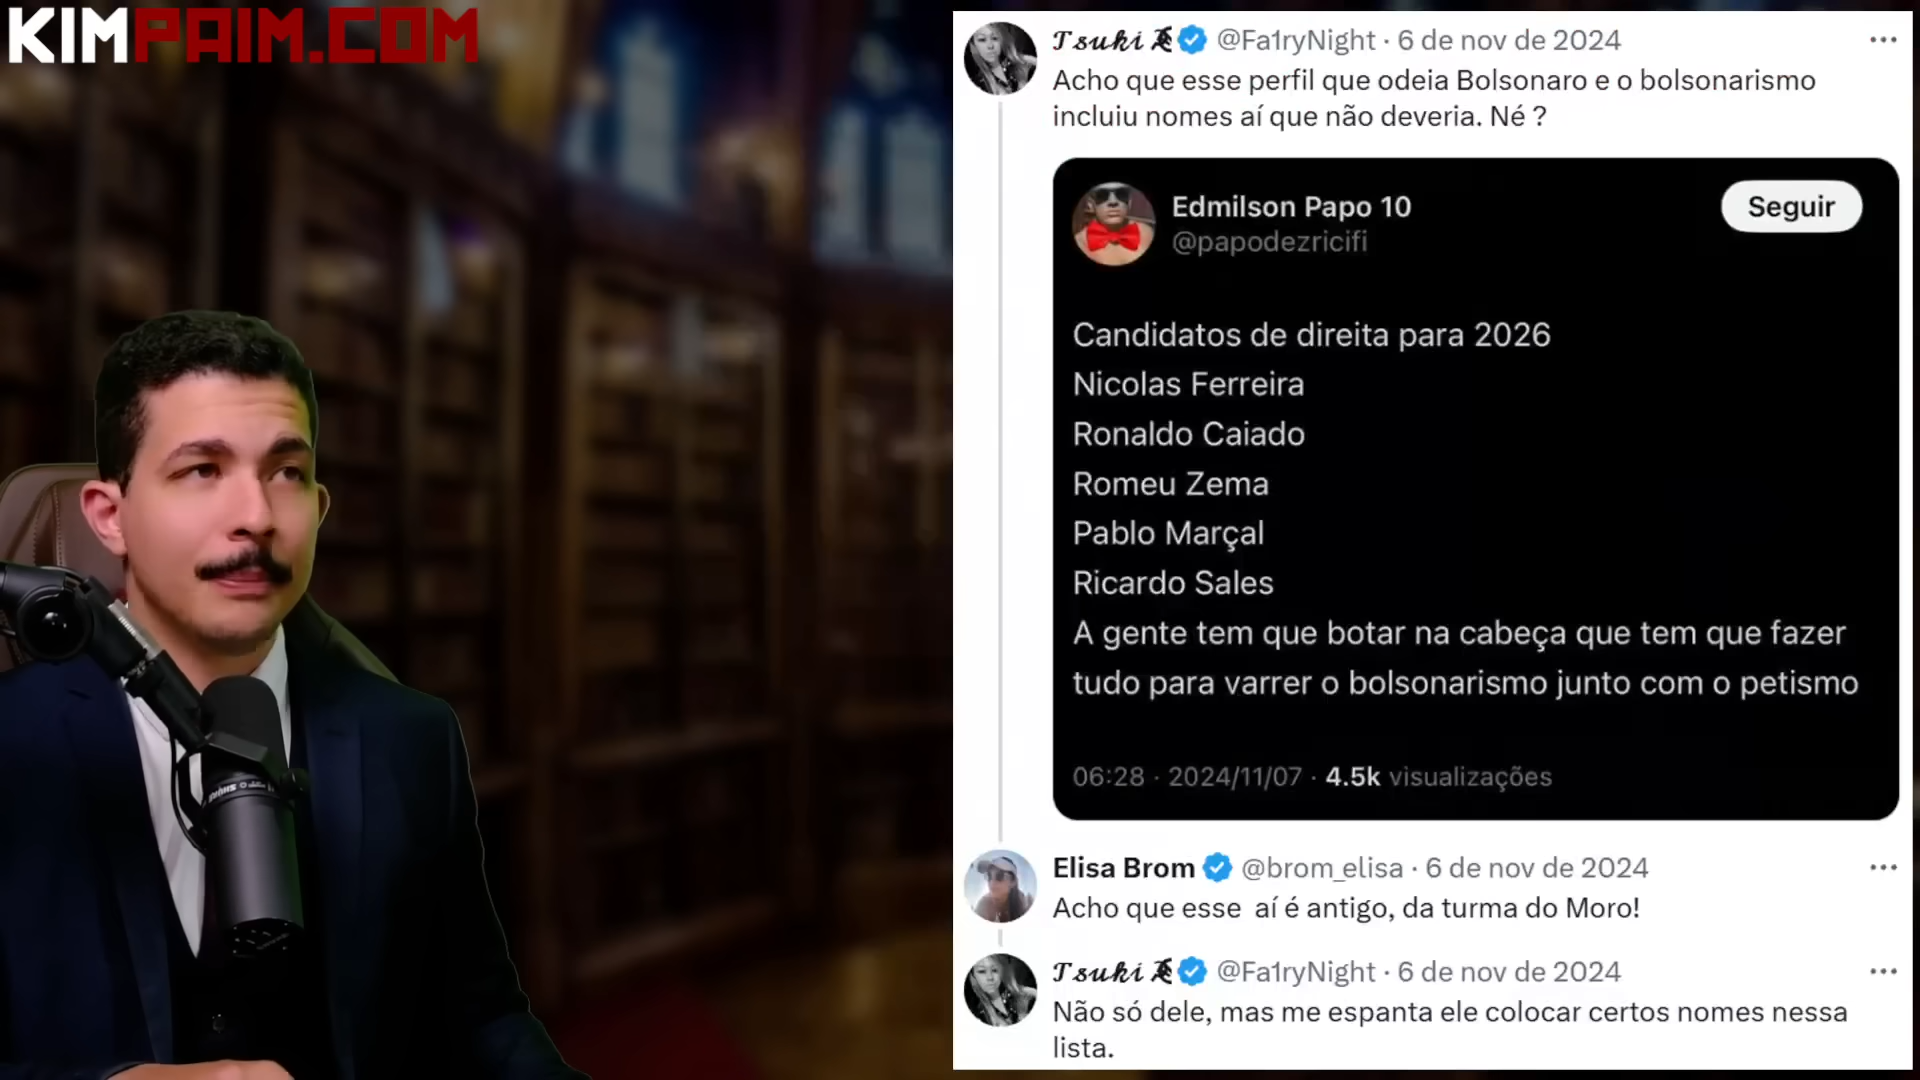 KIMPAIM.COM
Tsuki @Fa1ryNight · 6 de nov de 2024
Acho que esse perfil que odeia Bolsonaro e o bolsonarismo
incluiu nomes aí que não deveria. Né ?
Edmilson Papo 10
@papodezricifi
Seguir
Candidatos de direita para 2026
Nicolas Ferreira
Ronaldo Caiado
Romeu Zema
Pablo Marçal
Ricardo Sales
A gente tem que botar na cabeça que tem que fazer
tudo para varrer o bolsonarismo junto com o petismo
06:28 · 2024/11/07 · 4.5k visualizações
Elisa Brom @brom_elisa · 6 de nov de 2024
Acho que esse aí é antigo, da turma do Moro!
Tsuki @Fa1ryNight · 6 de nov de 2024
Não só dele, mas me espanta ele colocar certos nomes nessa
lista.